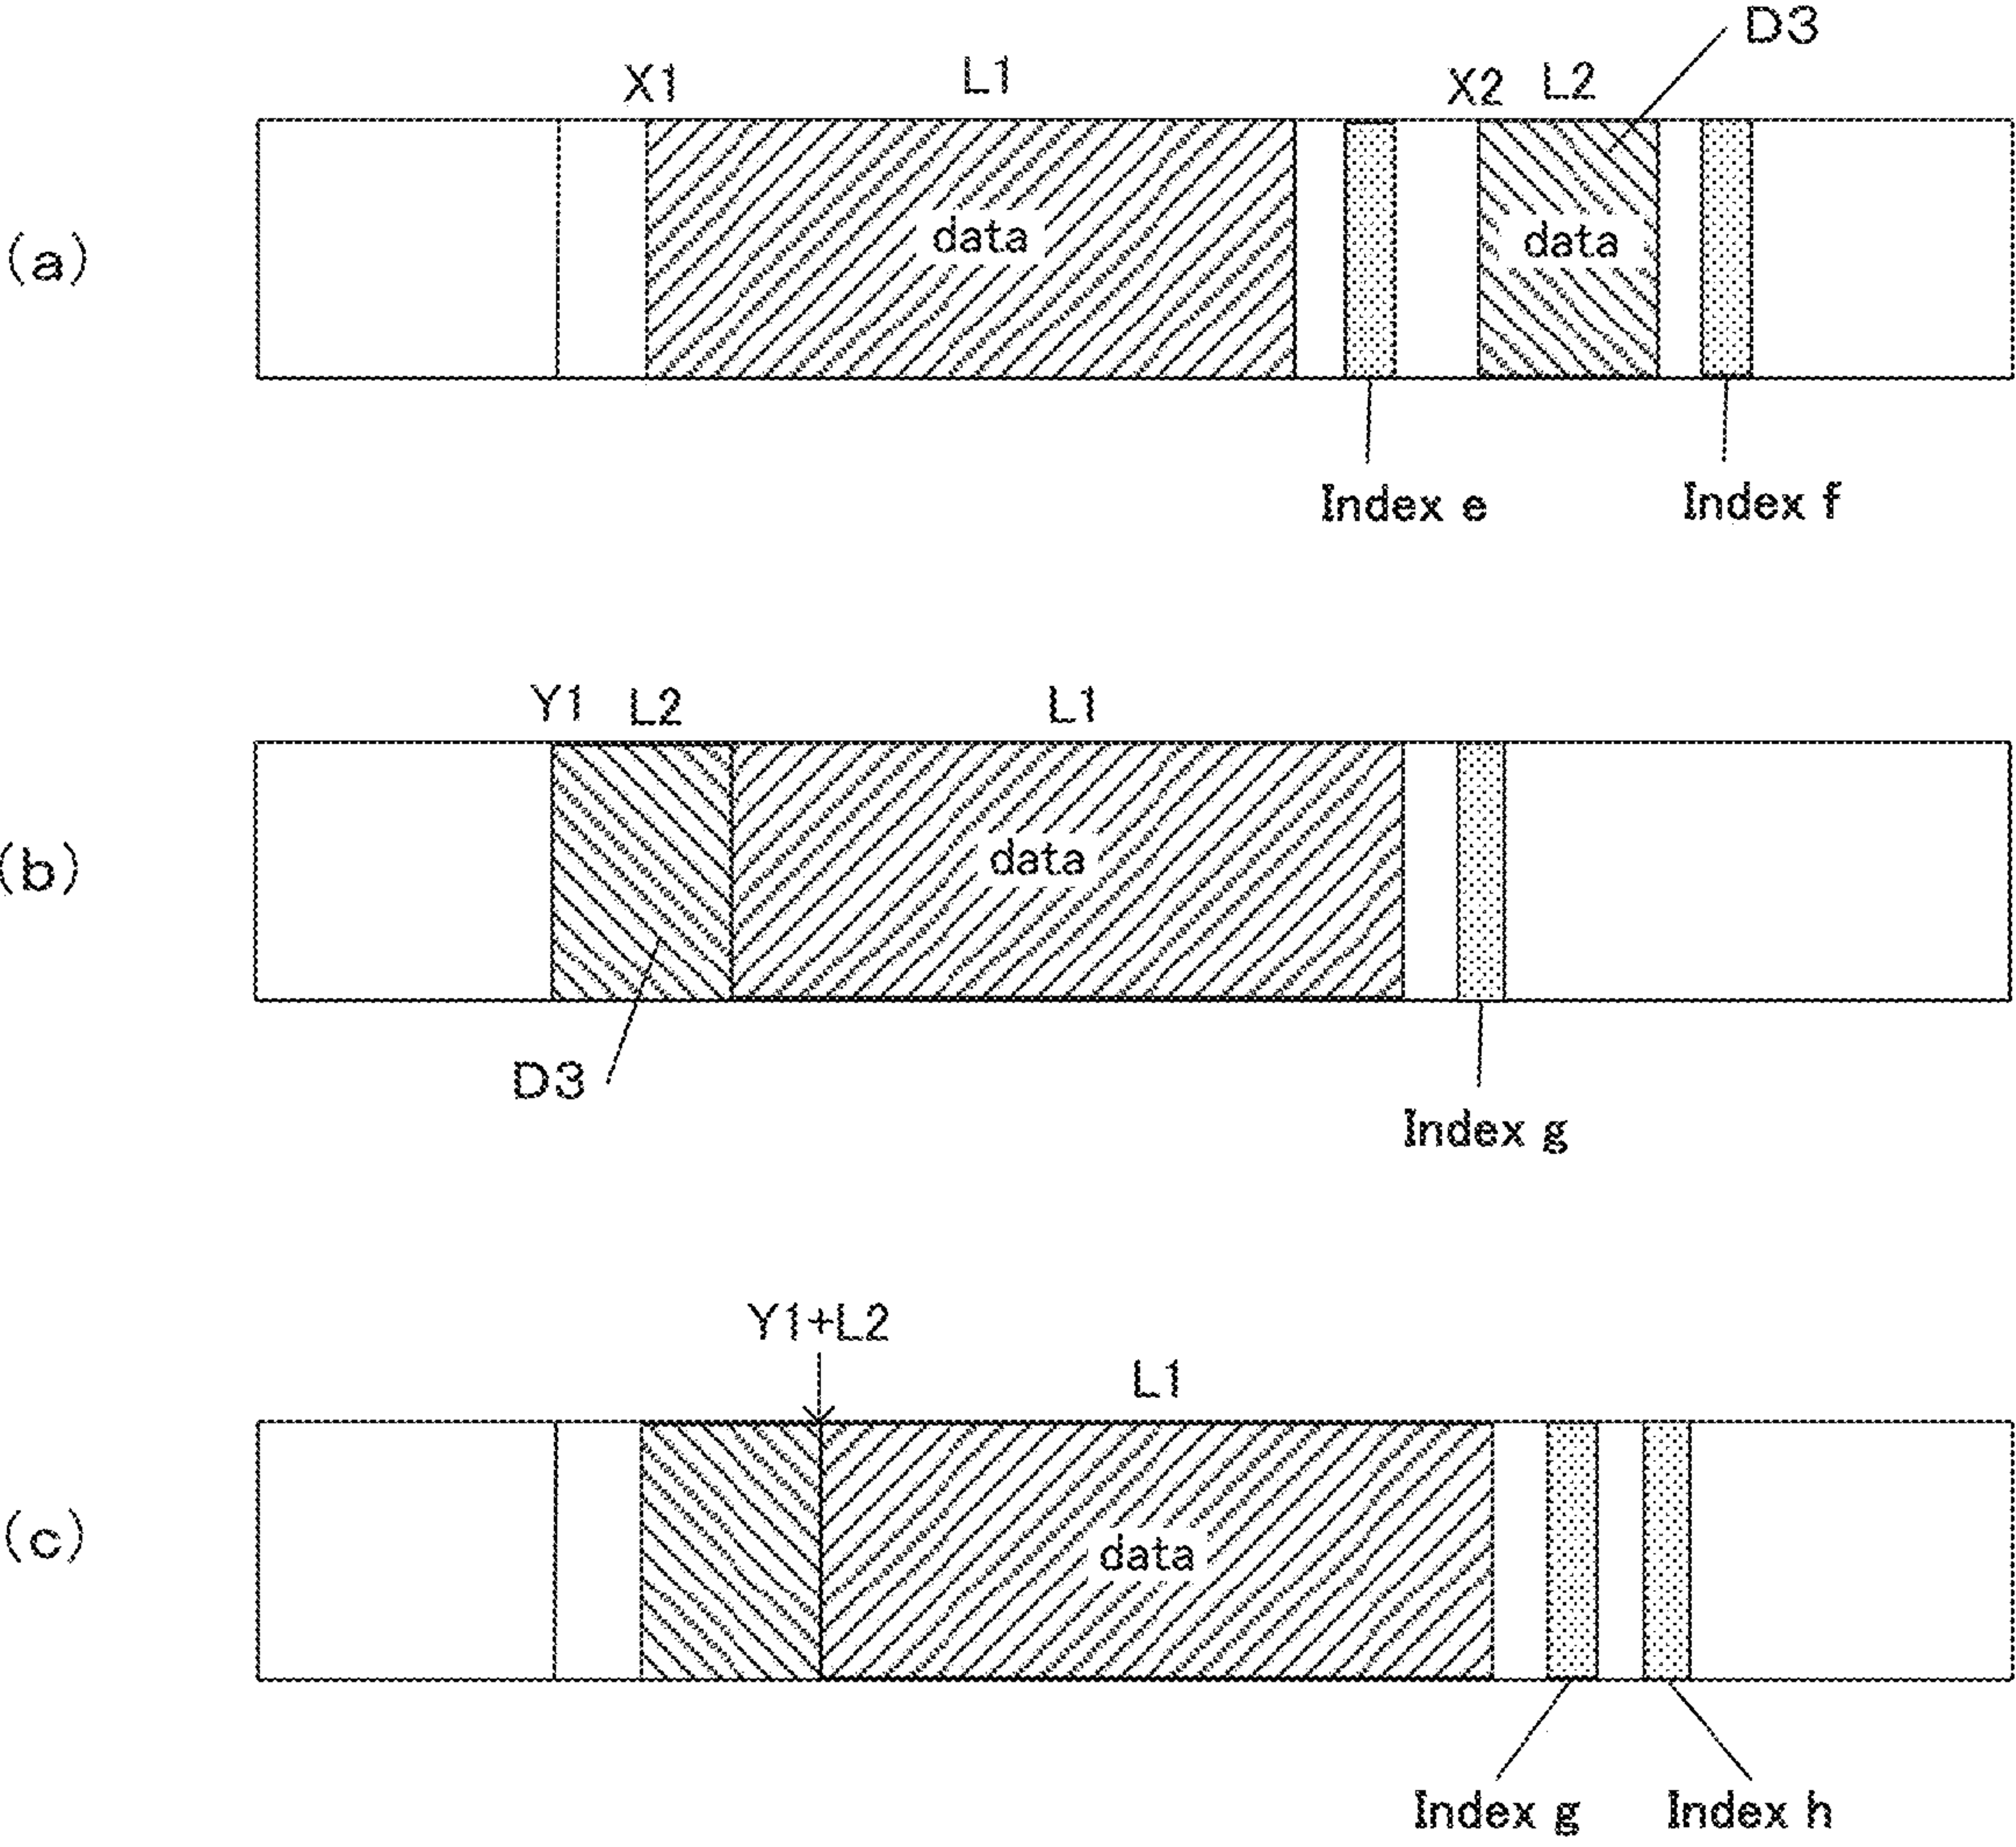 D3
X1 L1 X2 L2
(a) data data
Index e Index f
Y1 L2 L1
(b) data
D3
Index g
Y1+L2
L1
(c) data
Index g Index h